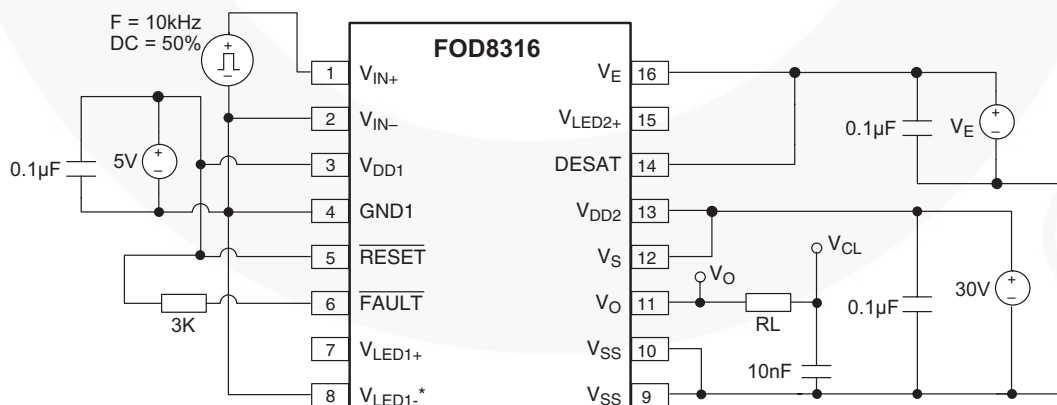 F = 10kHz
DC = 50%
FOD8316
1 V_IN+
2 V_IN–
3 V_DD1
4 GND1
5 RESET
6 FAULT
7 V_LED1+
8 V_LED1-*
V_E 16
V_LED2+ 15
DESAT 14
V_DD2 13
V_S 12
V_O 11
V_SS 10
V_SS 9
0.1µF
5V
+
–
3K
+
–
0.1µF
V_E
+
–
V_CL
V_O
RL
10nF
0.1µF
30V
+
–